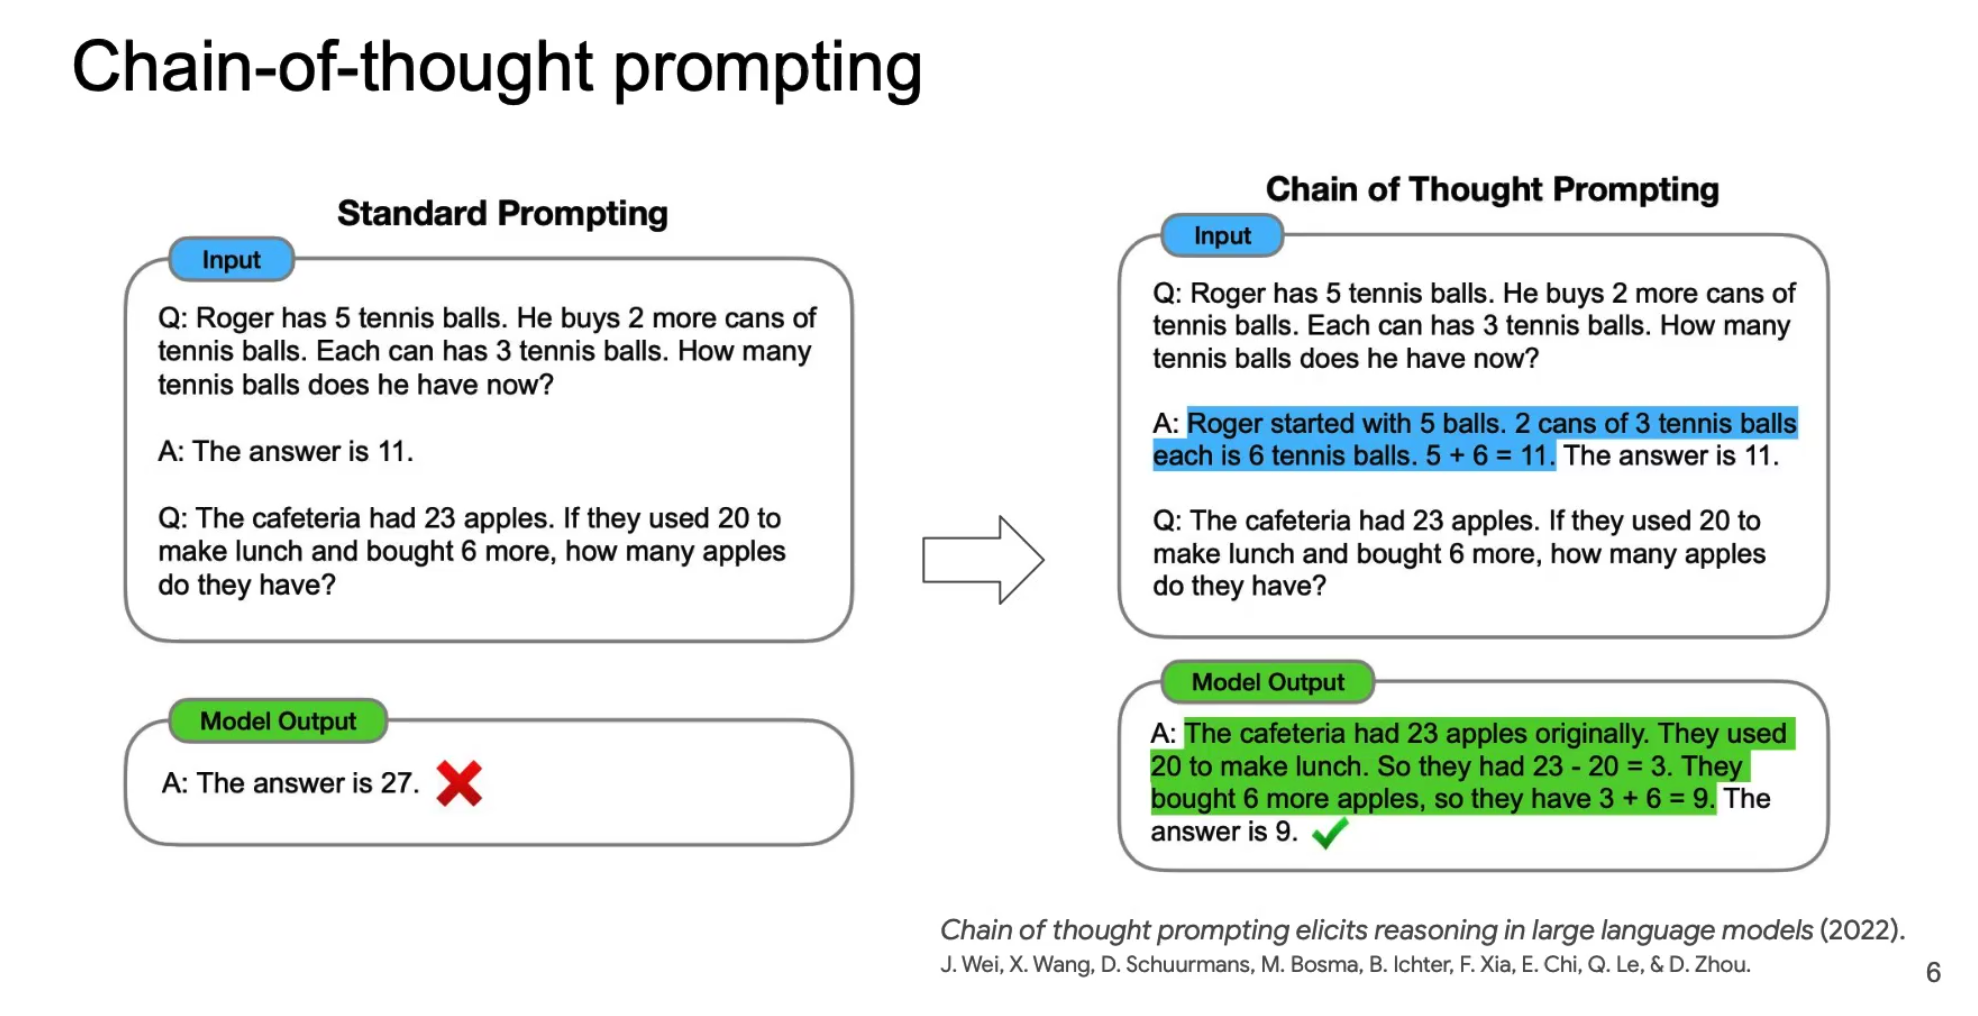 Chain-of-thought prompting
Standard Prompting
Input
Q: Roger has 5 tennis balls. He buys 2 more cans of
tennis balls. Each can has 3 tennis balls. How many
tennis balls does he have now?
A: The answer is 11.
Q: The cafeteria had 23 apples. If they used 20 to
make lunch and bought 6 more, how many apples
do they have?
Model Output
A: The answer is 27.
Chain of Thought Prompting
Input
Q: Roger has 5 tennis balls. He buys 2 more cans of
tennis balls. Each can has 3 tennis balls. How many
tennis balls does he have now?
A: Roger started with 5 balls. 2 cans of 3 tennis balls
each is 6 tennis balls. 5 + 6 = 11. The answer is 11.
Q: The cafeteria had 23 apples. If they used 20 to
make lunch and bought 6 more, how many apples
do they have?
Model Output
A: The cafeteria had 23 apples originally. They used
20 to make lunch. So they had 23 - 20 = 3. They
bought 6 more apples, so they have 3 + 6 = 9. The
answer is 9.
Chain of thought prompting elicits reasoning in large language models (2022).
J. Wei, X. Wang, D. Schuurmans, M. Bosma, B. Ichter, F. Xia, E. Chi, Q. Le, & D. Zhou.
6